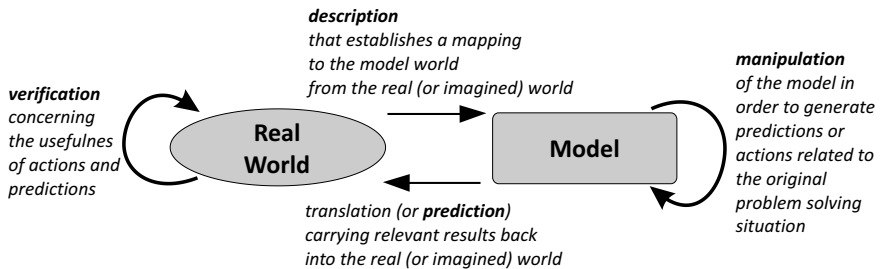 description
that establishes a mapping
to the model world
from the real (or imagined) world
verification
concerning
the usefulnes
of actions and
predictions
Real
World
Model
manipulation
of the model in
order to generate
predictions or
actions related to
the original
problem solving
situation
translation (or prediction)
carrying relevant results back
into the real (or imagined) world